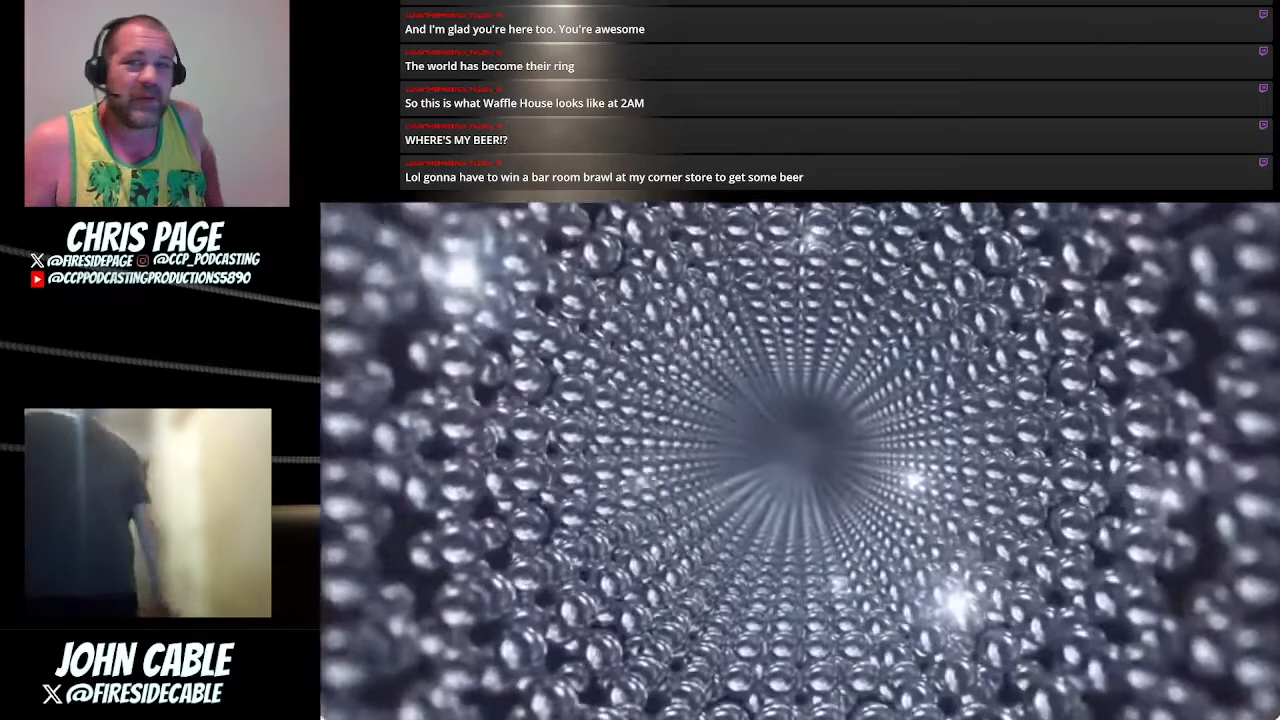 And I'm glad you're here too. You're awesome
The world has become their ring
So this is what Waffle House looks like at 2AM
WHERE'S MY BEER!?
Lol gonna have to win a bar room brawl at my corner store to get some beer
CHRIS PAGE
@FIRESIDEPAGE @CCP_PODCASTING
@CCPPODCASTINGPRODUCTIONS5890
JOHN CABLE
@FIRESIDECABLE